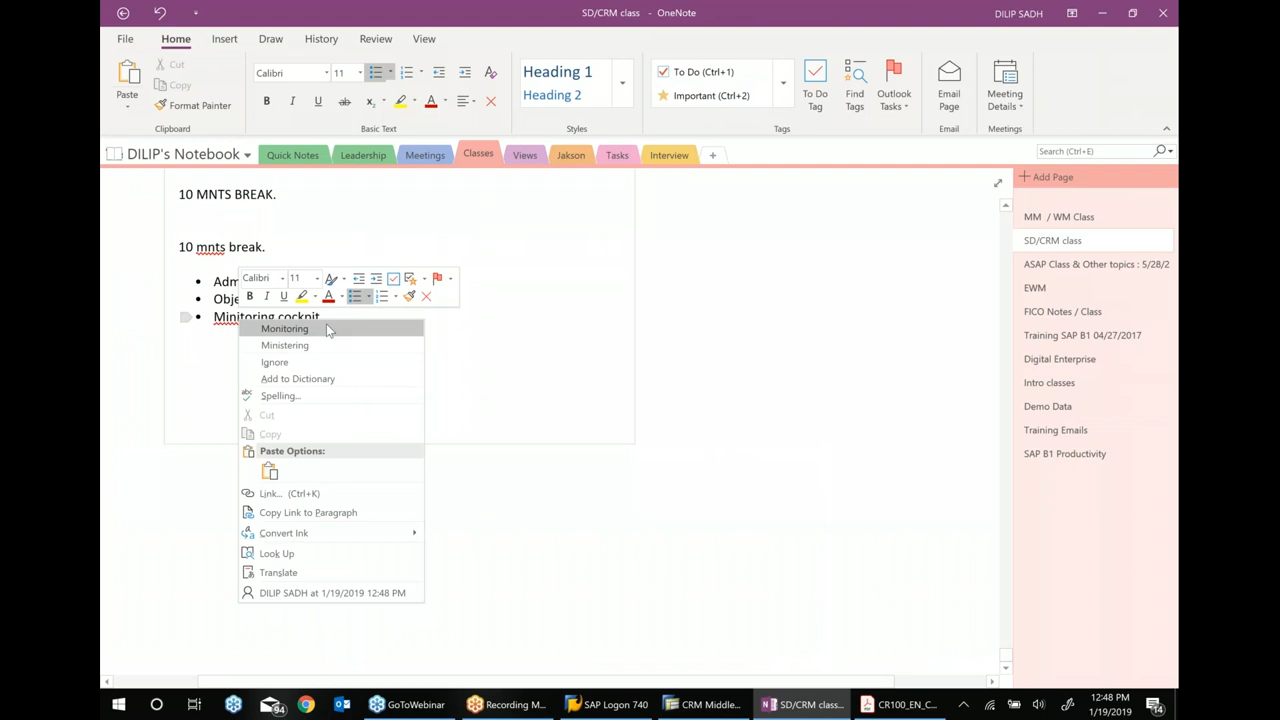 SD/CRM class - OneNote
DILIP SADH
File Home Insert Draw History Review View
Paste
Cut
Copy
Format Painter
Clipboard
Calibri 11
B I U ab x₂ A
Basic Text
Heading 1
Heading 2
Styles
To Do (Ctrl+1)
Important (Ctrl+2)
To Do Tag
Find Tags
Outlook Tasks
Tags
Email Page
Email
Meeting Details
Meetings
DILIP's Notebook
Quick Notes Leadership Meetings Classes Views Jakson Tasks Interview
Search (Ctrl+E)
Add Page
MM / WM Class
SD/CRM class
ASAP Class & Other topics : 5/28/2
EWM
FICO Notes / Class
Training SAP B1 04/27/2017
Digital Enterprise
Intro classes
Demo Data
Training Emails
SAP B1 Productivity
10 MNTS BREAK.
10 mnts break.
Adm
Obje
Minitoring cockpit
Calibri 11
B I U A
Monitoring
Ministering
Ignore
Add to Dictionary
abc Spelling...
Cut
Copy
Paste Options:
Link... (Ctrl+K)
Copy Link to Paragraph
Convert Ink
Look Up
Translate
DILIP SADH at 1/19/2019 12:48 PM
94
GoToWebinar
Recording M...
SAP Logon 740
CRM Middle...
SD/CRM class...
CR100_EN_C...
12:48 PM
1/19/2019
14